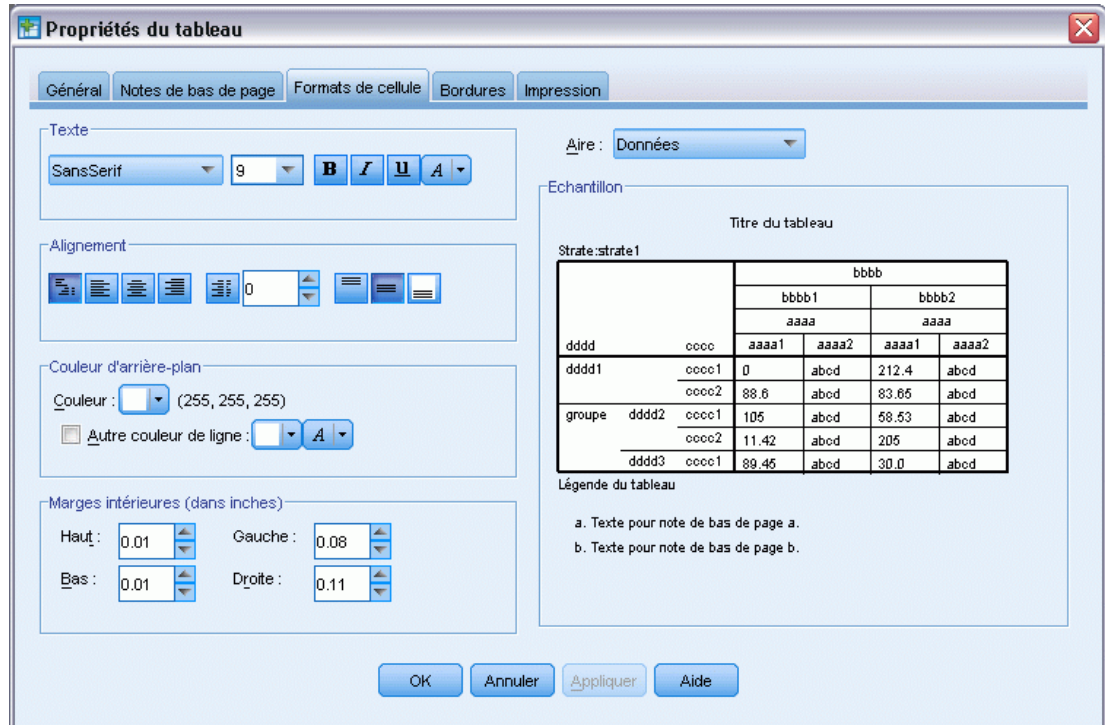 Propriétés du tableau
Général Notes de bas de page Formats de cellule Bordures Impression
Texte
SansSerif 9 B I U A
Alignement
0
Couleur d'arrière-plan
Couleur : (255, 255, 255)
Autre couleur de ligne : A
Marges intérieures (dans inches)
Haut : 0.01 Gauche : 0.08
Bas : 0.01 Droite : 0.11
Aire : Données
Echantillon
Titre du tableau
Strate:strate1
bbbb
bbbb1 bbbb2
aaaa aaaa
dddd cccc aaaa1 aaaa2 aaaa1 aaaa2
dddd1 cccc1 0 abcd 212.4 abcd
cccc2 88.6 abcd 83.65 abcd
groupe dddd2 cccc1 105 abcd 58.53 abcd
cccc2 11.42 abcd 205 abcd
dddd3 cccc1 89.45 abcd 30.0 abcd
Légende du tableau
a. Texte pour note de bas de page a.
b. Texte pour note de bas de page b.
OK Annuler Appliquer Aide